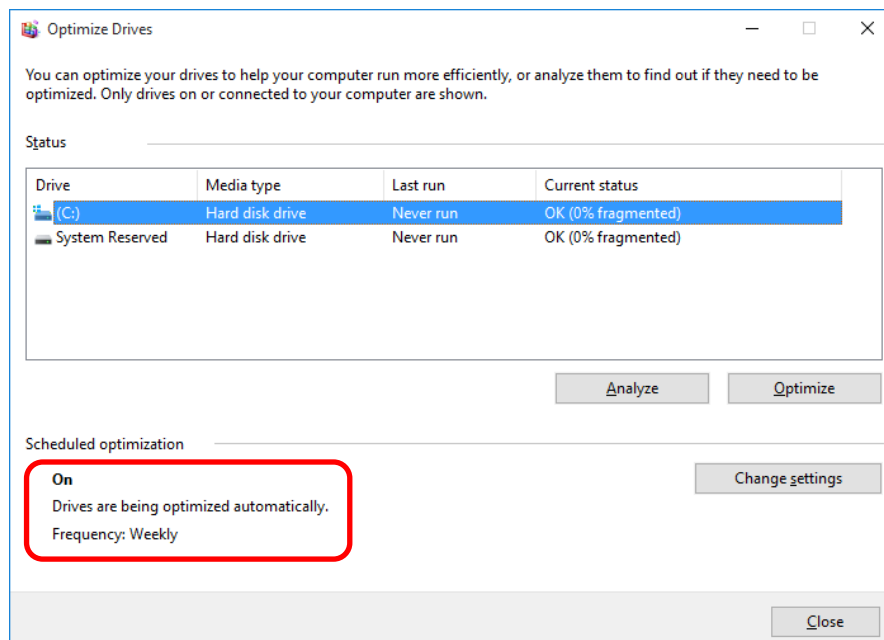 Optimize Drives
You can optimize your drives to help your computer run more efficiently, or analyze them to find out if they need to be
optimized. Only drives on or connected to your computer are shown.
Status
Drive Media type Last run Current status
(C:) Hard disk drive Never run OK (0% fragmented)
System Reserved Hard disk drive Never run OK (0% fragmented)
Analyze Optimize
Scheduled optimization
On
Change settings
Drives are being optimized automatically.
Frequency: Weekly
Close